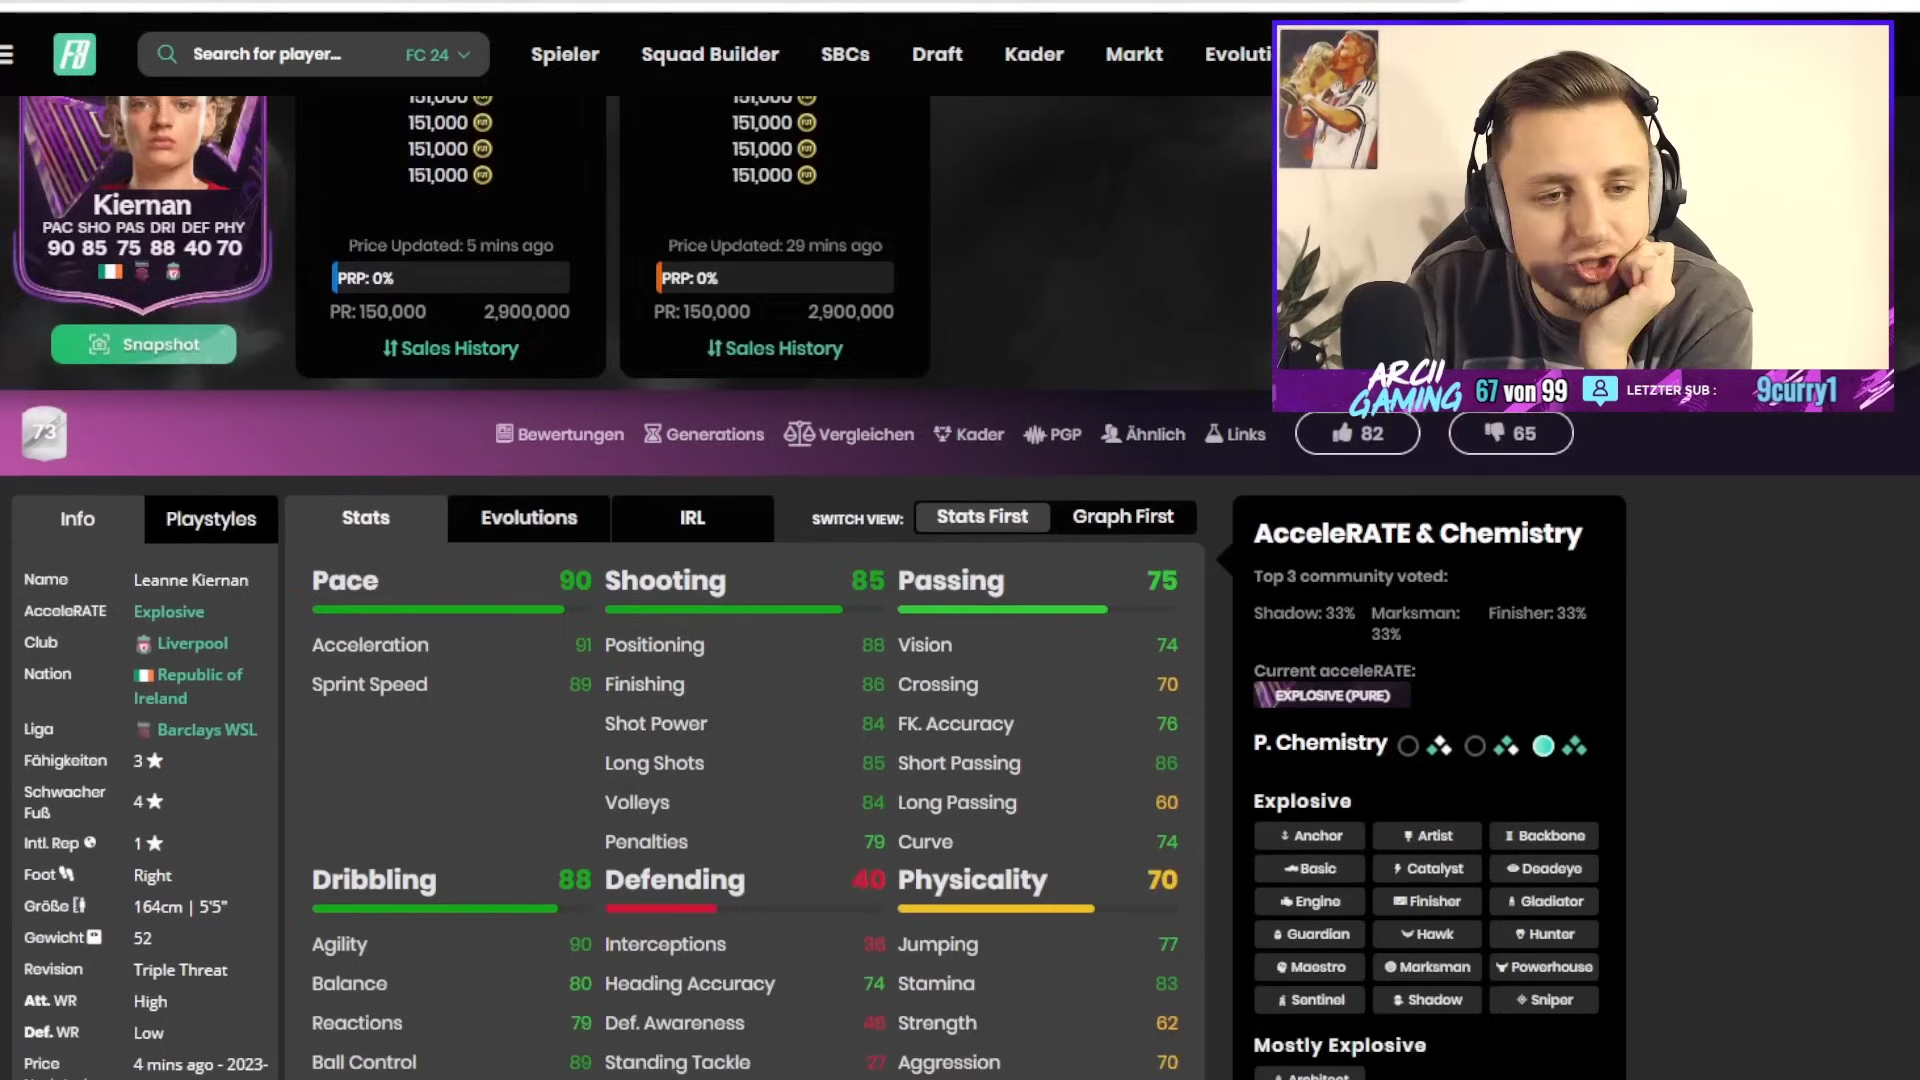 Search for player...
FC 24
Spieler
Squad Builder
SBCs
Draft
Kader
Markt
Evoluti
151,000
151,000
151,000
151,000
151,000
151,000
151,000
151,000
Kiernan
PAC SHO PAS DRI DEF PHY
90 85 75 88 40 70
Snapshot
Price Updated: 5 mins ago
PRP: 0%
PR: 150,000 2,900,000
Sales History
Price Updated: 29 mins ago
PRP: 0%
PR: 150,000 2,900,000
Sales History
ARCII
GAMING
67 von 99
LETZTER SUB :
9curry1
73
Bewertungen
Generations
Vergleichen
Kader
PGP
Ähnlich
Links
82
65
Info
Playstyles
Name Leanne Kiernan
AcceleRATE Explosive
Club Liverpool
Nation Republic of
Ireland
Liga Barclays WSL
Fähigkeiten 3
Schwacher
Fuß 4
Intl. Rep 1
Foot Right
Größe 164cm | 5'5"
Gewicht 52
Revision Triple Threat
Att. WR High
Def. WR Low
Price 4 mins ago - 2023-
Stats
Evolutions
IRL
SWITCH VIEW:
Stats First
Graph First
Pace 90
Acceleration 91
Sprint Speed 89
Shooting 85
Positioning 88
Finishing 86
Shot Power 84
Long Shots 85
Volleys 84
Penalties 79
Passing 75
Vision 74
Crossing 70
FK. Accuracy 76
Short Passing 86
Long Passing 60
Curve 74
Dribbling 88
Agility 90
Balance 80
Reactions 79
Ball Control 89
Defending 40
Interceptions 36
Heading Accuracy 74
Def. Awareness 46
Standing Tackle 27
Physicality 70
Jumping 77
Stamina 83
Strength 62
Aggression 70
AcceleRATE & Chemistry
Top 3 community voted:
Shadow: 33% Marksman: Finisher: 33%
33%
Current acceleRATE:
EXPLOSIVE (PURE)
P. Chemistry
Explosive
Anchor
Artist
Backbone
Basic
Catalyst
Deadeye
Engine
Finisher
Gladiator
Guardian
Hawk
Hunter
Maestro
Marksman
Powerhouse
Sentinel
Shadow
Sniper
Mostly Explosive